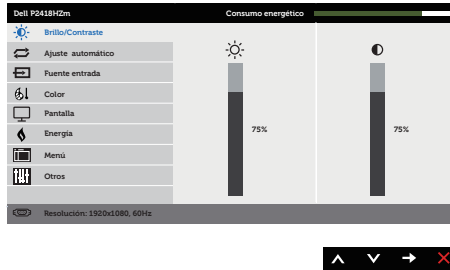 Dell P2418HZm
Consumo energético
Brillo/Contraste
Ajuste automático
Fuente entrada
Color
Pantalla
Energía
Menú
Otros
75%
75%
Resolución: 1920x1080, 60Hz